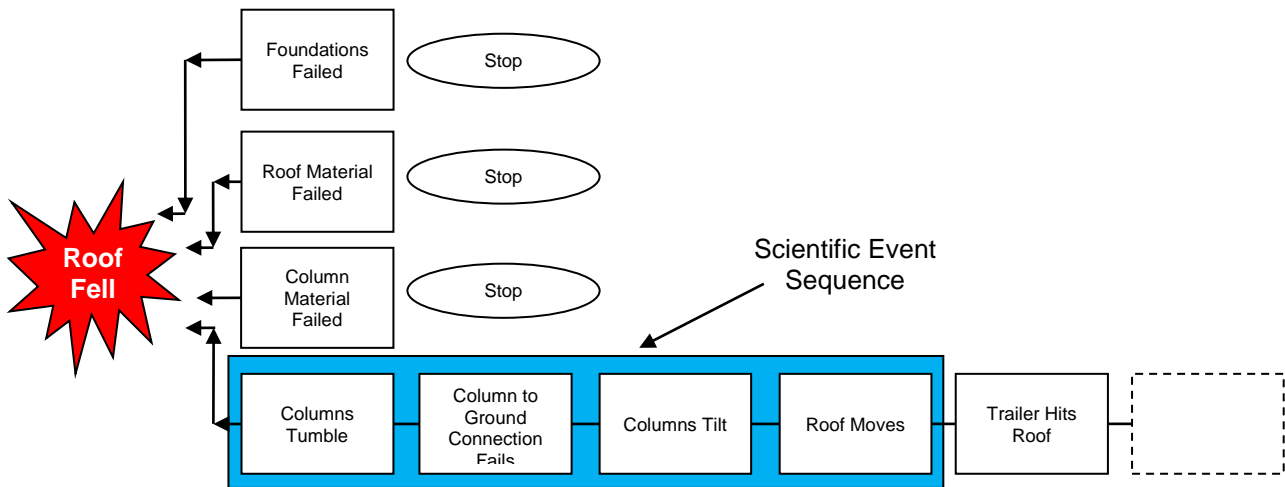 Foundations
Failed
Stop
Roof Material
Failed
Stop
Roof
Fell
Column
Material
Failed
Stop
Scientific Event
Sequence
Columns
Tumble
Column to
Ground
Connection
Fails
Columns Tilt
Roof Moves
Trailer Hits
Roof